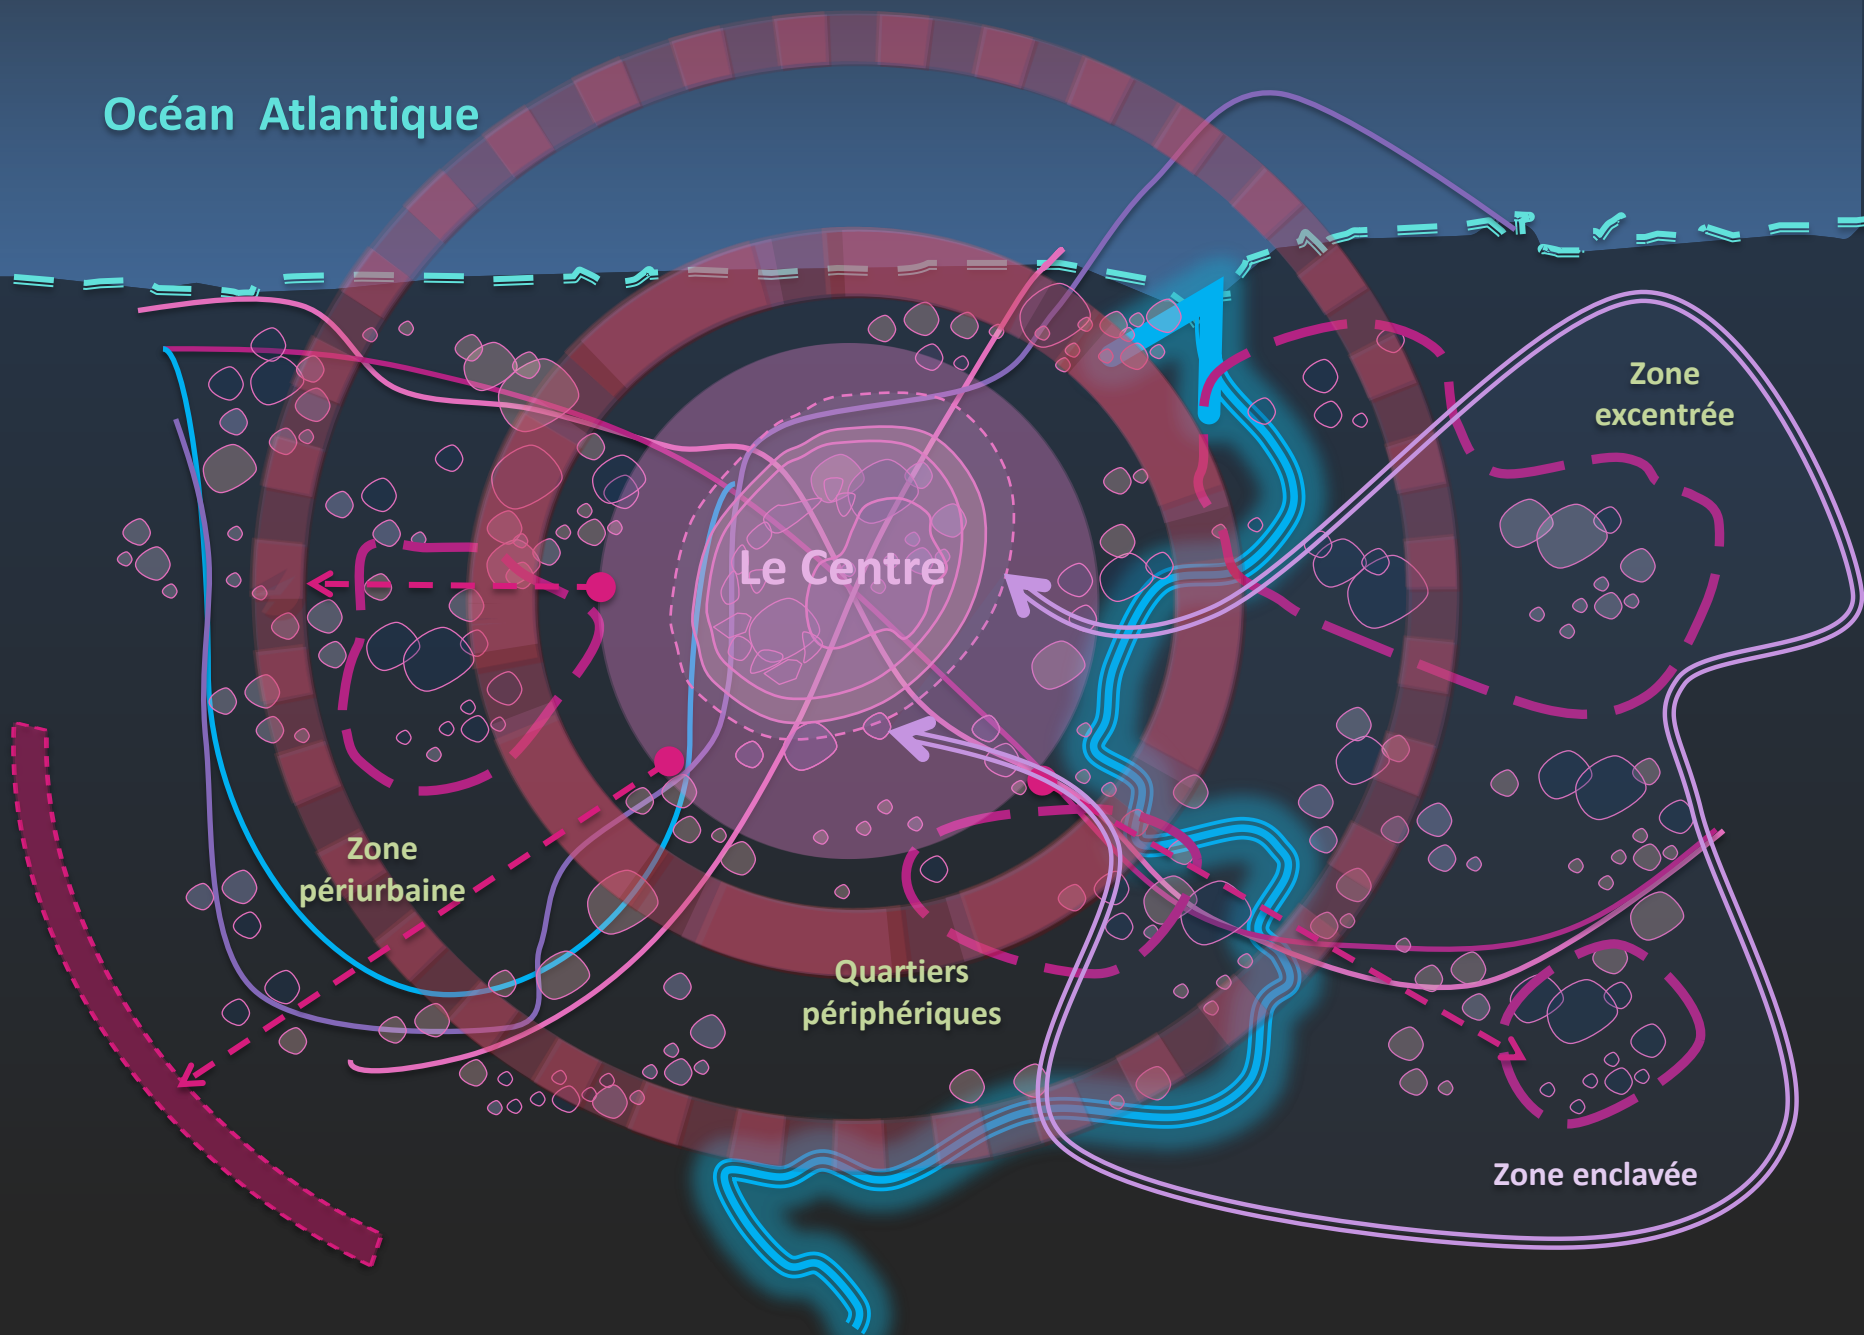 Océan Atlantique
Zone
excentrée
Le Centre
Zone
périurbaine
Quartiers
périphériques
Zone enclavée